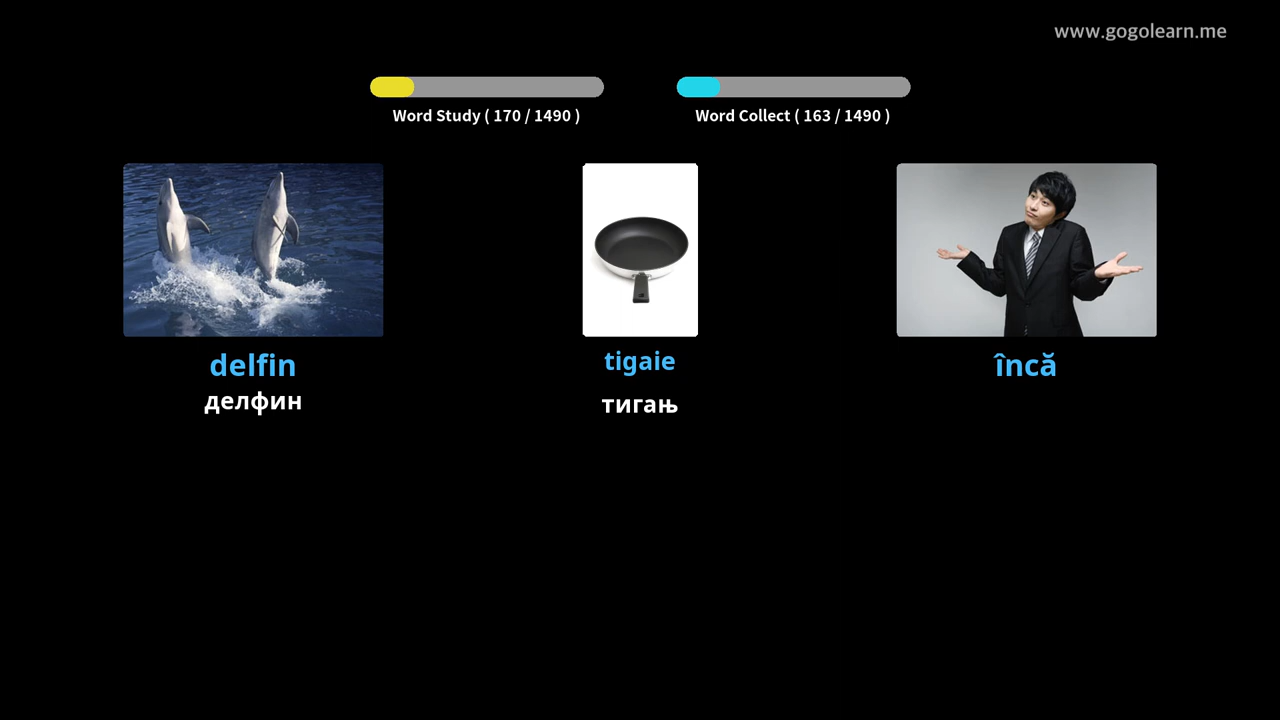 www.gogolearn.me
Word Study ( 170 / 1490 )
Word Collect ( 163 / 1490 )
delfin
делфин
tigaie
тигањ
încă